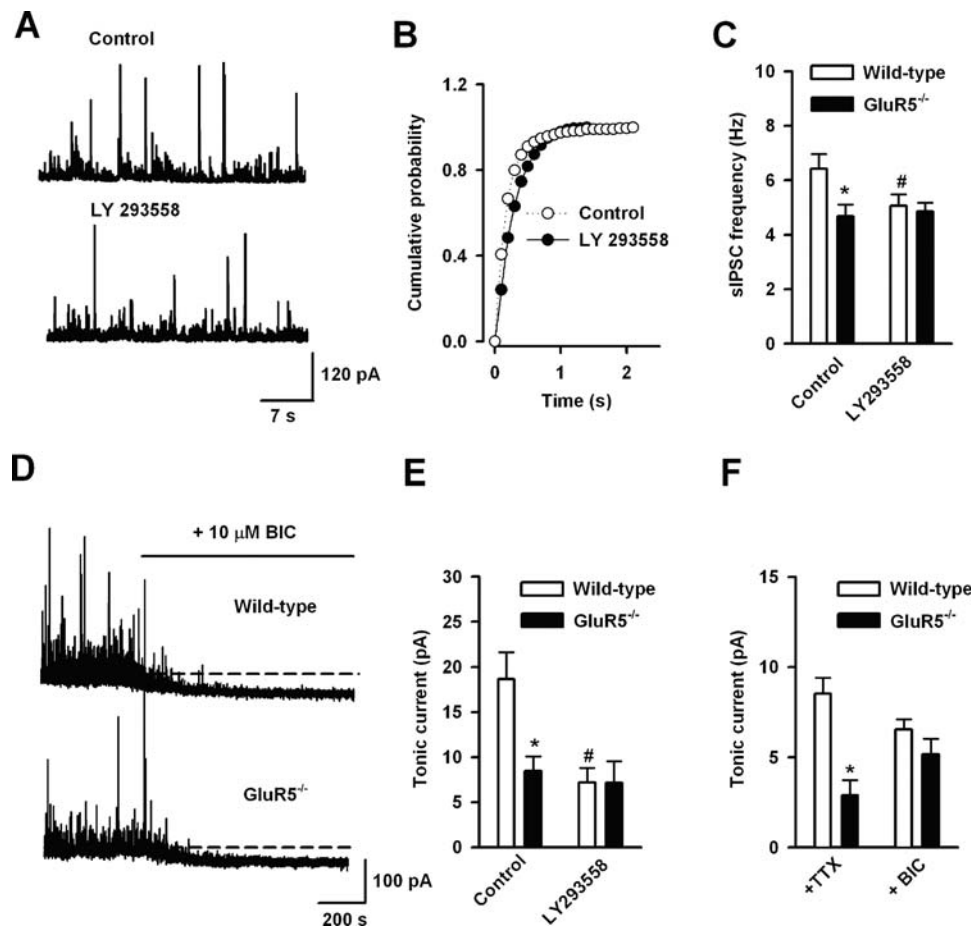 A
Control
LY 293558
120 pA
7 s
B
Cumulative probability
1.2
0.8
0.4
0.0
0 1 2
Time (s)
Control
LY 293558
C
sIPSC frequency (Hz)
10
8
6
4
2
0
Wild-type
GluR5-/-
*
#
Control
LY293558
D
+ 10 μM BIC
Wild-type
GluR5-/-
100 pA
200 s
E
Tonic current (pA)
30
25
20
15
10
5
0
Wild-type
GluR5-/-
*
#
Control
LY293558
F
Tonic current (pA)
15
10
5
0
Wild-type
GluR5-/-
*
+TTX
+ BIC